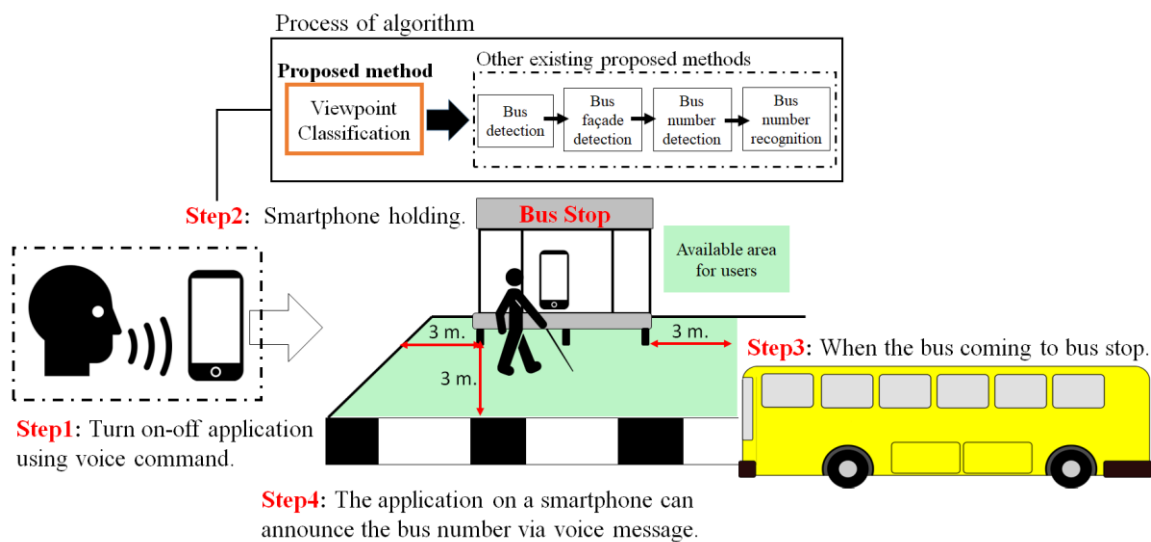 Process of algorithm
Proposed method
Viewpoint
Classification
Other existing proposed methods
Bus
detection
Bus
façade
detection
Bus
number
detection
Bus
number
recognition
Step2: Smartphone holding.
Bus Stop
Available area
for users
3 m.
3 m.
3 m.
Step3: When the bus coming to bus stop.
Step1: Turn on-off application
using voice command.
Step4: The application on a smartphone can
announce the bus number via voice message.